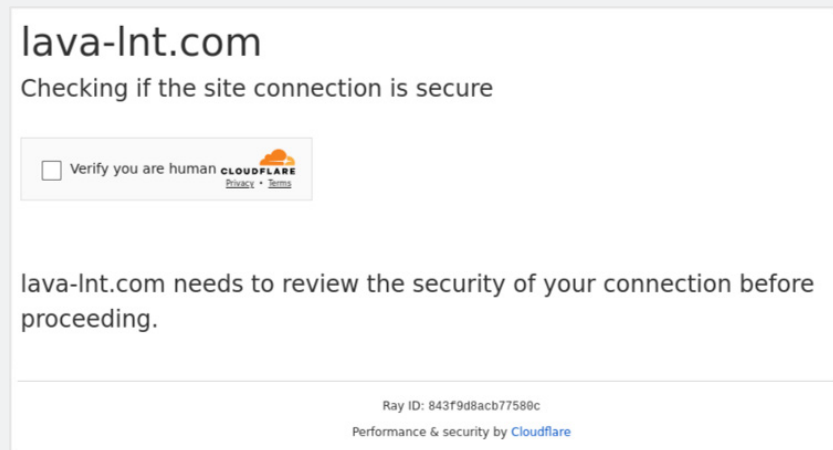 lava-lnt.com
Checking if the site connection is secure
Verify you are human
CLOUDFLARE
Privacy • Terms
lava-lnt.com needs to review the security of your connection before
proceeding.
Ray ID: 843f9d8acb77580c
Performance & security by Cloudflare